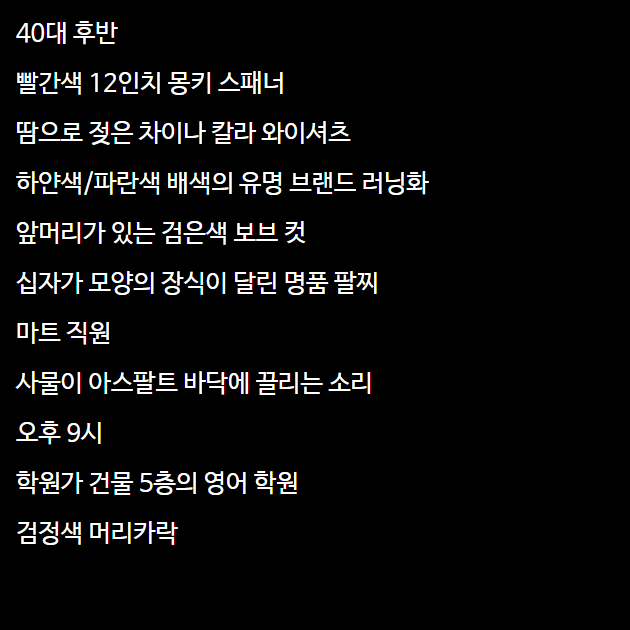 40대 후반
빨간색 12인치 몽키 스패너
땀으로 젖은 차이나 칼라 와이셔츠
하얀색/파란색 배색의 유명 브랜드 러닝화
앞머리가 있는 검은색 보브 컷
십자가 모양의 장식이 달린 명품 팔찌
마트 직원
사물이 아스팔트 바닥에 끌리는 소리
오후 9시
학원가 건물 5층의 영어 학원
검정색 머리카락